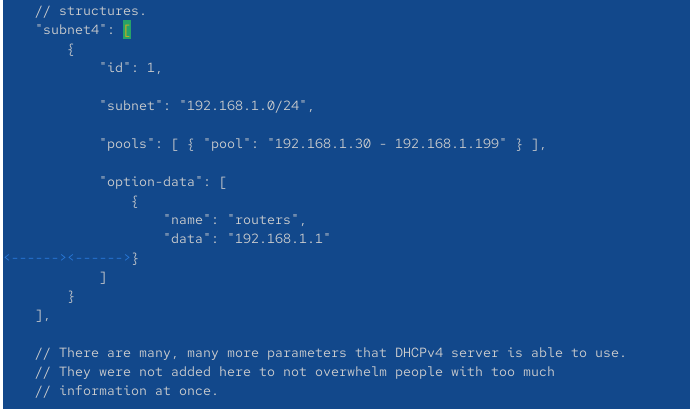 // structures.
"subnet4": [
{
"id": 1,
"subnet": "192.168.1.0/24",
"pools": [ { "pool": "192.168.1.30 - 192.168.1.199" } ],
"option-data": [
{
"name": "routers",
"data": "192.168.1.1"
<------><------>}
]
}
],
// There are many, many more parameters that DHCPv4 server is able to use.
// They were not added here to not overwhelm people with too much
// information at once.